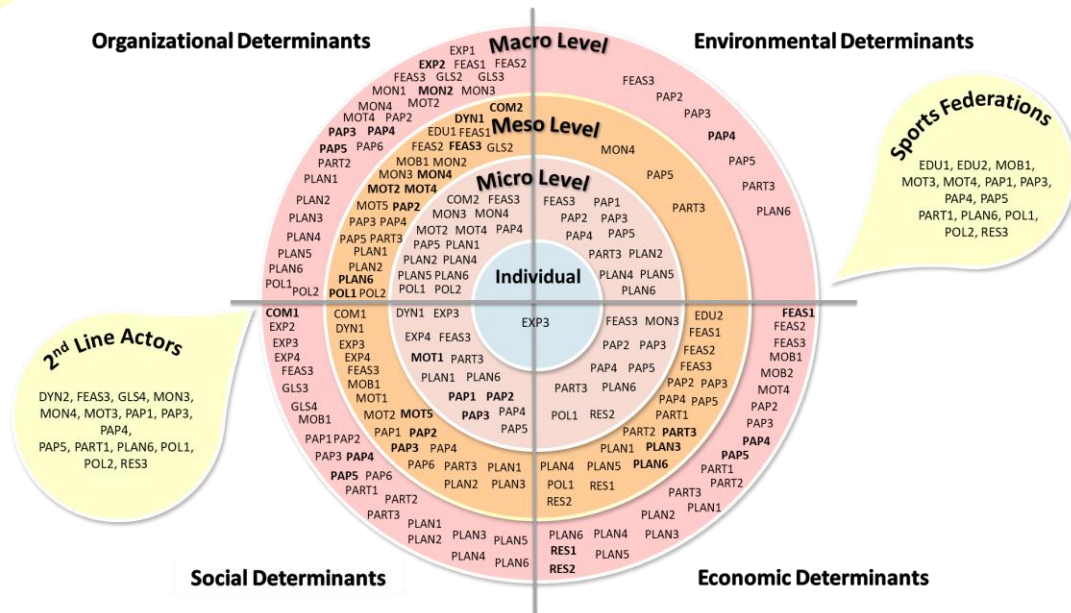 Organizational Determinants
Macro Level
Environmental Determinants
EXP1
EXP2 FEAS1 FEAS2
FEAS3 GLS2 GLS3
MON1 MON2 MON3
MON4 MOT2
MOT4 PAP2
PAP3 PAP4
PAP5 PAP6
PART2
PLAN1
PLAN2
PLAN3
PLAN4
PLAN5
PLAN6
POL1
POL2
FEAS3
PAP2
PAP3
PAP4
PAP5
PART3
PLAN6
Meso Level
COM2
DYN1
EDU1 FEAS1
FEAS2 FEAS3 GLS2
MOB1 MON2
MON3 MON4
MOT2 MOT4
MOT5 PAP2
PAP3 PAP4
PAP5 PART3
PLAN1
PLAN2
PLAN6
POL1 POL2
MON4
PAP5
PART3
Micro Level
COM2 FEAS3
MON3 MON4
MOT2 MOT4 PAP4
PAP5 PLAN1
PLAN2 PLAN4
PLAN5 PLAN6
POL1 POL2
FEAS3 PAP1
PAP2 PAP3
PAP4 PAP5
PART3 PLAN2
PLAN4 PLAN5
PLAN6
Individual
EXP3
Sports Federations
EDU1, EDU2, MOB1,
MOT3, MOT4, PAP1, PAP3,
PAP4, PAP5
PART1, PLAN6, POL1,
POL2, RES3
2nd Line Actors
DYN2, FEAS3, GLS4, MON3,
MON4, MOT3, PAP1, PAP3,
PAP4,
PAP5, PART1, PLAN6, POL1,
POL2, RES3
COM1
EXP2
EXP3
EXP4
FEAS3
GLS3
GLS4
MOB1
PAP1 PAP2
PAP3 PAP4
PAP5 PAP6
PART1
PART2
PART3
PLAN1
PLAN2 PLAN3 PLAN5
PLAN4 PLAN6
COM1
DYN1
EXP3
EXP4
FEAS3
MOB1
MOT1
MOT2 MOT5
PAP1 PAP2
PAP3 PAP4
PAP6 PART3 PLAN1
PLAN2 PLAN3
DYN1 EXP3
EXP4 FEAS3
MOT1 PART3
PLAN1 PLAN6
PAP1 PAP2
PAP3 PAP4
PAP5
FEAS3 MON3
PAP2 PAP3
PAP4 PAP5
PART3 PLAN6
POL1 RES2
EDU2
FEAS1
FEAS2
FEAS3
PAP2 PAP3
PAP4 PAP5
PART1
PART2 PART3
PLAN1 PLAN3
PLAN4 PLAN5 PLAN6
POL1 RES1
RES2
FEAS1
FEAS2
FEAS3
MOB1
MOB2
MOT4
PAP2
PAP3
PAP4
PAP5
PART1
PART2
PART3
PLAN1
PLAN2
PLAN3
PLAN6 PLAN4
RES1 PLAN5
RES2
Social Determinants
Economic Determinants